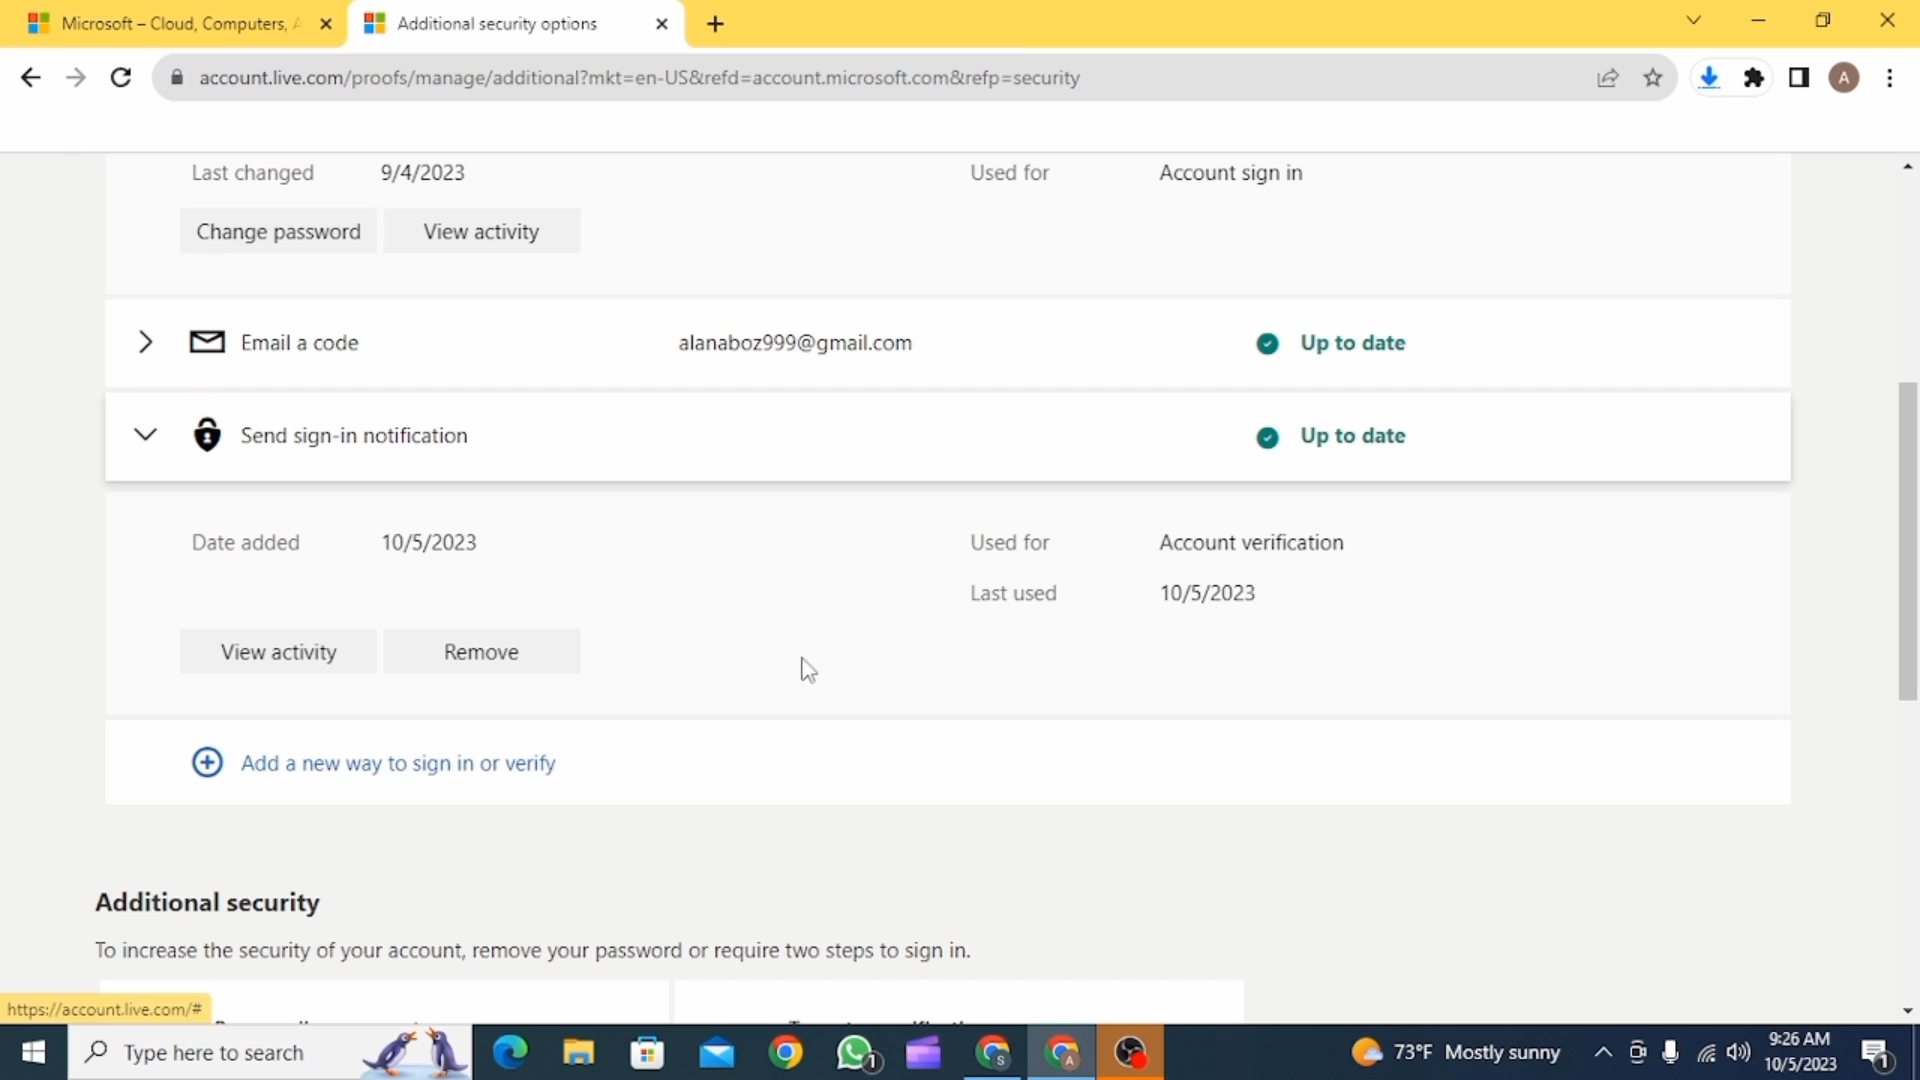 Microsoft – Cloud, Computers, A
Additional security options
account.live.com/proofs/manage/additional?mkt=en-US&refd=account.microsoft.com&refp=security
A
Last changed 9/4/2023 Used for Account sign in
Change password View activity
Email a code alanaboz999@gmail.com Up to date
Send sign-in notification Up to date
Date added 10/5/2023 Used for Account verification
Last used 10/5/2023
View activity Remove
Add a new way to sign in or verify
Additional security
To increase the security of your account, remove your password or require two steps to sign in.
https://account.live.com/#
Type here to search
1
S
A
73°F Mostly sunny
9:26 AM
10/5/2023
1